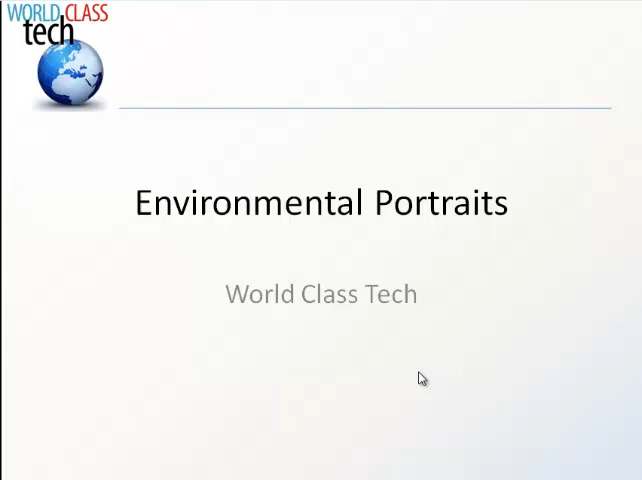 WORLD CLASS
tech
Environmental Portraits
World Class Tech